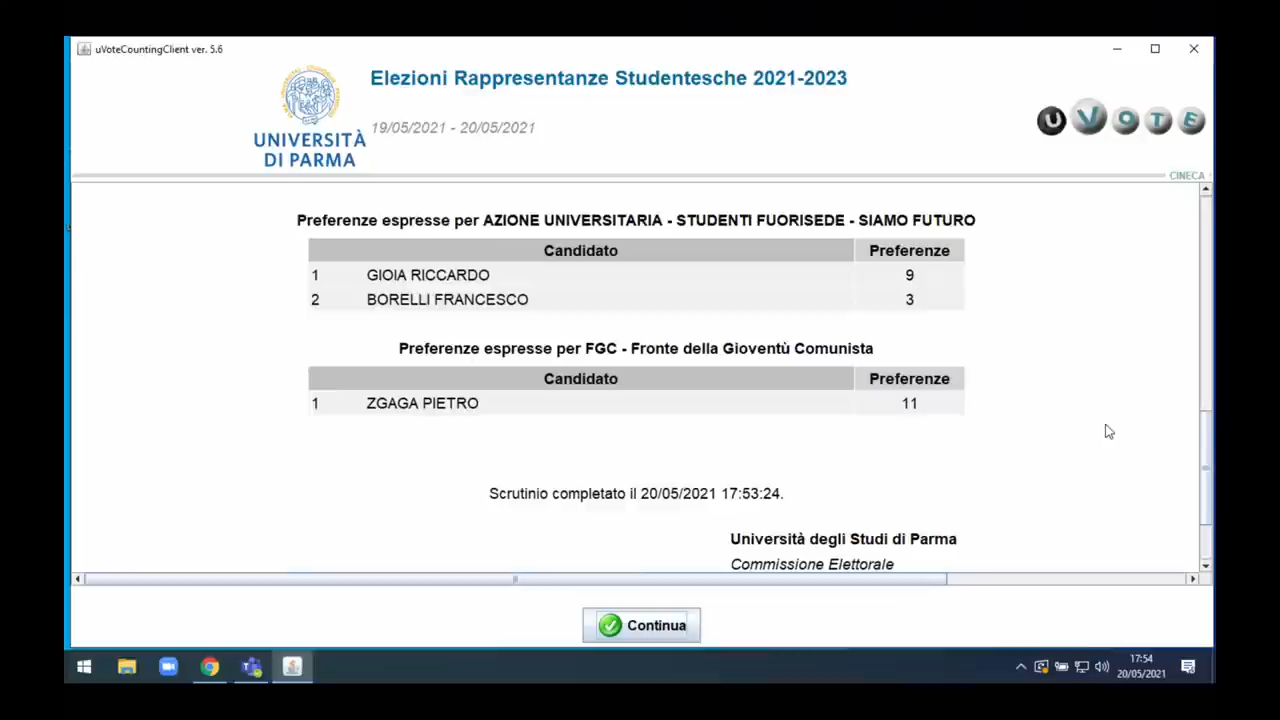 uVoteCountingClient ver. 5.6
Elezioni Rappresentanze Studentesche 2021-2023
19/05/2021 - 20/05/2021
UNIVERSITÀ
DI PARMA
U V O T E
CINECA
Preferenze espresse per AZIONE UNIVERSITARIA - STUDENTI FUORISEDE - SIAMO FUTURO
Candidato Preferenze
1 GIOIA RICCARDO 9
2 BORELLI FRANCESCO 3
Preferenze espresse per FGC - Fronte della Gioventù Comunista
Candidato Preferenze
1 ZGAGA PIETRO 11
Scrutinio completato il 20/05/2021 17:53:24.
Università degli Studi di Parma
Commissione Elettorale
Continua
17:54
20/05/2021